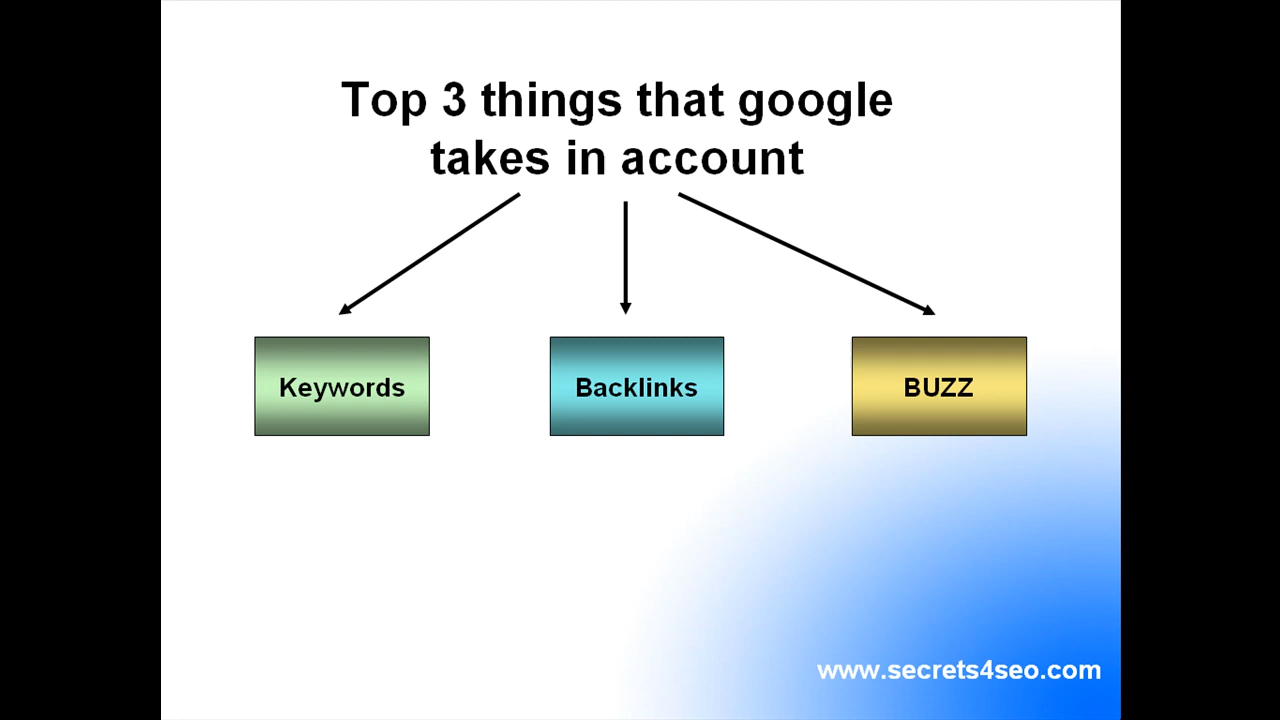 Top 3 things that google
takes in account
Keywords
Backlinks
BUZZ
www.secrets4seo.com